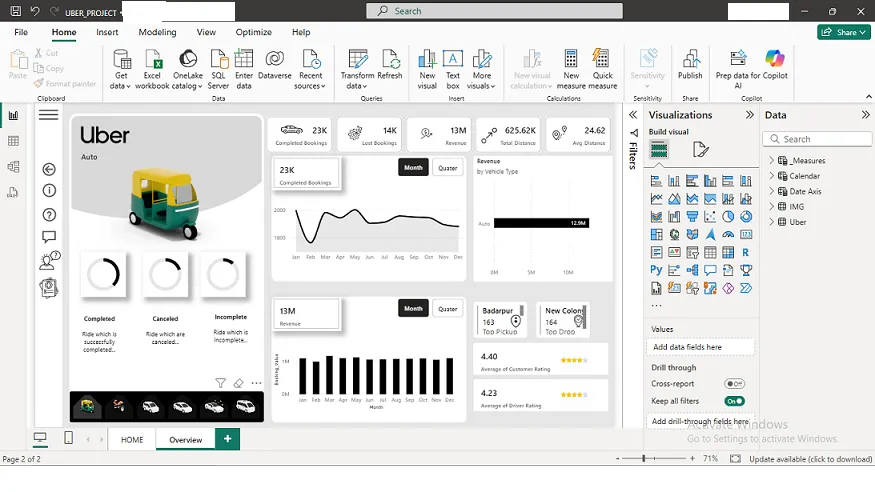 UBER_PROJECT
Search
File Home Insert Modeling View Optimize Help
Share
Paste
Cut
Copy
Format painter
Get data
Excel workbook
OneLake catalog
SQL Server
Enter data
Dataverse
Recent sources
Transform data
Refresh
New visual
Text box
More visuals
New visual calculation
New measure
Quick measure
Sensitivity
Publish
Prep data for AI
Copilot
Clipboard
Data
Queries
Insert
Calculations
Sensitivity
Share
Copilot
Uber
Auto
Completed
Ride which is
successfully
completed...
Canceled
Ride which are
canceled...
Incomplete
Ride which is
Incomplete...
23K
Completed Bookings
14K
Lost Bookings
13M
Revenue
625.62K
Total Distance
24.62
Avg Distance
23K
Completed Bookings
Month
Quater
2000
1800
Jan Feb Mar Apr May Jun Jul Aug Sep Oct Nov Dec
Revenue
by Vehicle Type
Auto
12.9M
0M 5M 10M
13M
Revenue
Month
Quater
Booking_Value
1M
0M
Jan Feb Mar Apr May Jun Jul Aug Sep Oct Nov Dec
Month
Badarpur
163
Top Pickup
New Colony
164
Top Drop
4.40
Average of Customer Rating
4.23
Average of Driver Rating
Filters
Visualizations
Build visual
123
R
Py
Values
Add data fields here
Drill through
Cross-report
Off
Keep all filters
On
Add drill-through fields here
Data
Search
_Measures
Calendar
Date Axis
IMG
Uber
Activate Windows
Go to Settings to activate Windows.
HOME
Overview
Page 2 of 2
71%
Update available (click to download)